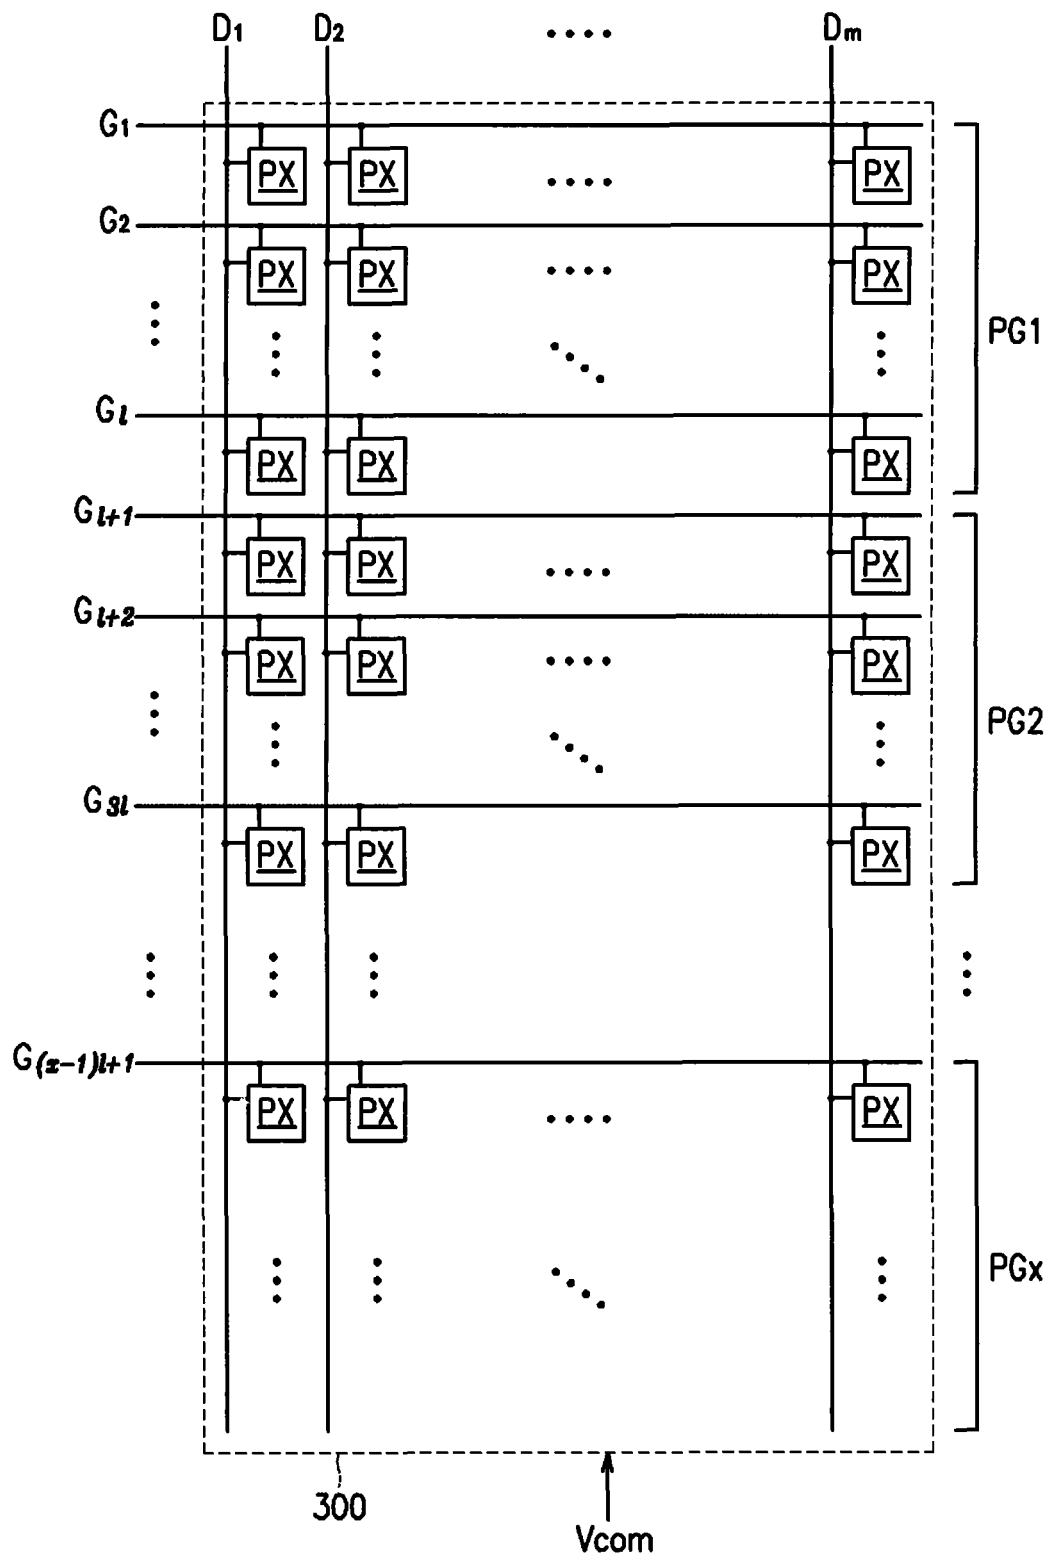 D1 D2 Dm
G1
PX PX PX
G2
PX PX PX
PG1
Gl
PX PX PX
Gl+1
PX PX PX
Gl+2
PX PX PX
PG2
G3l
PX PX PX
G(x-1)l+1
PX PX PX
PGx
300
Vcom